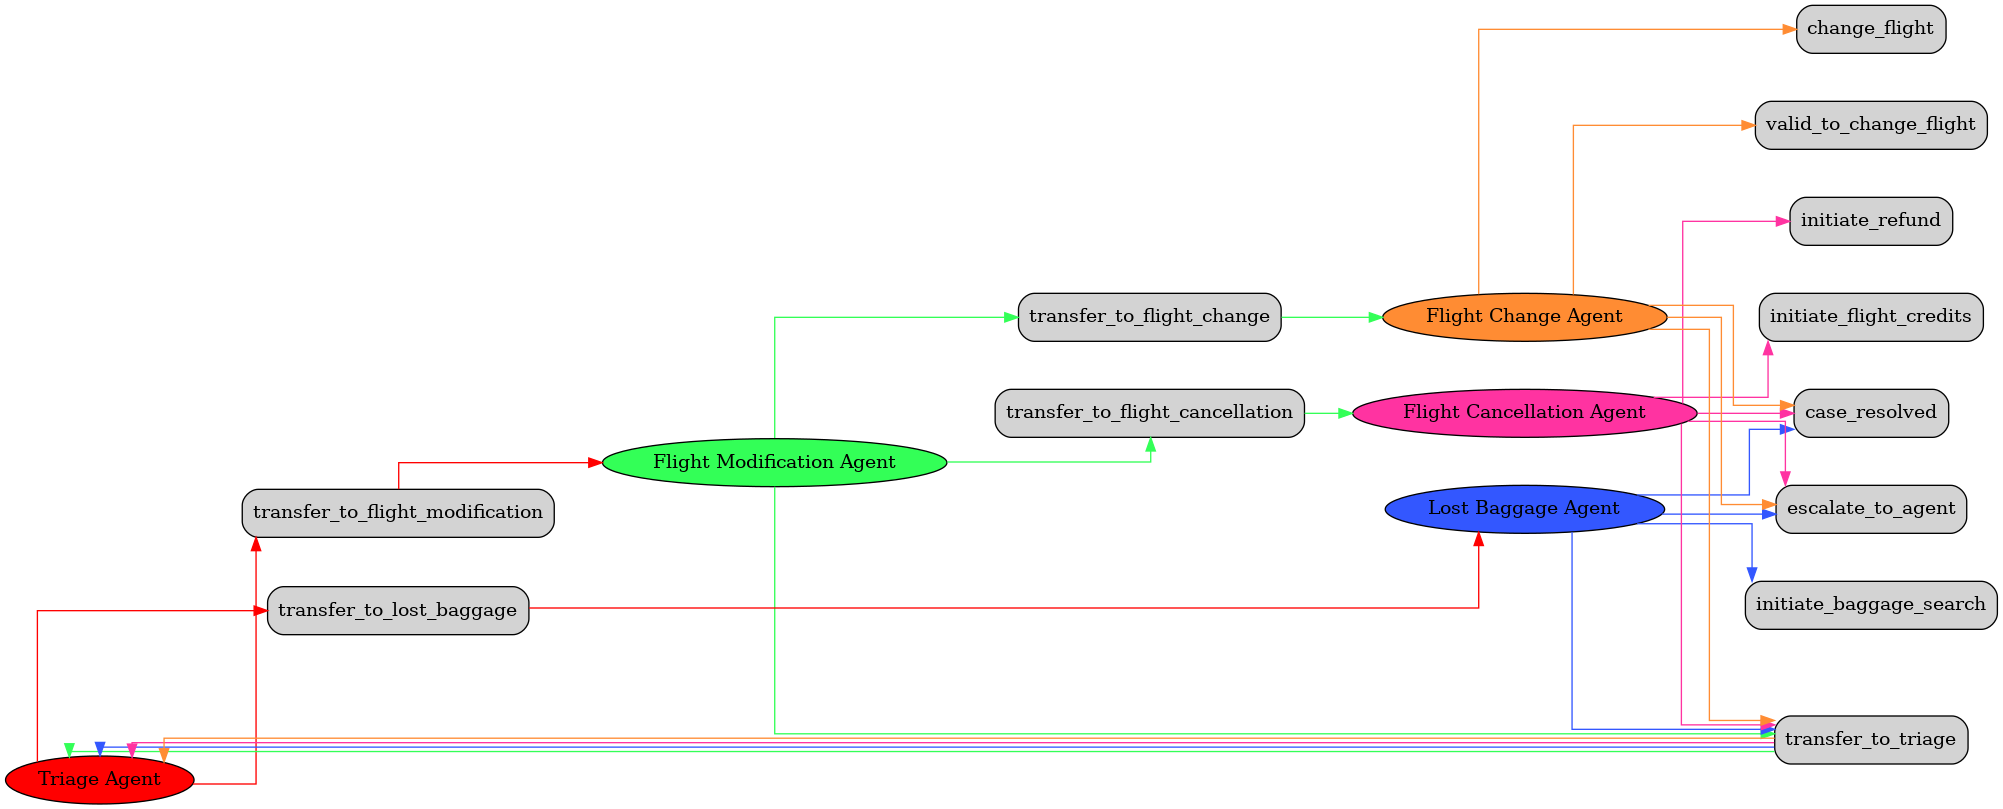 change_flight
valid_to_change_flight
initiate_refund
transfer_to_flight_change
Flight Change Agent
initiate_flight_credits
transfer_to_flight_cancellation
Flight Cancellation Agent
case_resolved
Flight Modification Agent
transfer_to_flight_modification
Lost Baggage Agent
escalate_to_agent
transfer_to_lost_baggage
initiate_baggage_search
transfer_to_triage
Triage Agent